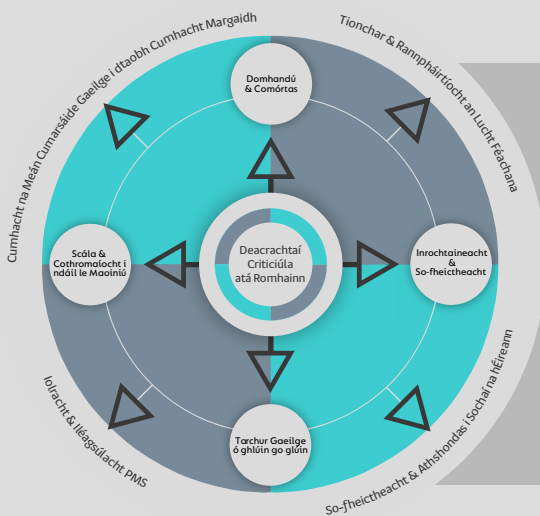 Cumhacht na Meán Cumarsáide Gaeilge i dtaobh Cumhacht Margaidh
Tionchar & Rannpháirtíocht an Lucht Féachana
Domhandú
& Comórtas
Scála &
Cothromaíocht i
ndáil le Maoiniú
Deacrachtaí
Criticiúla
atá Romhainn
Inrochtaineacht
&
So-fheictheacht
Tarchur Gaeilge
ó ghlúin go glúin
Iolracht & Iléagsúlacht PMS
So-fheictheacht & Athshondas i Sochaí na hÉireann